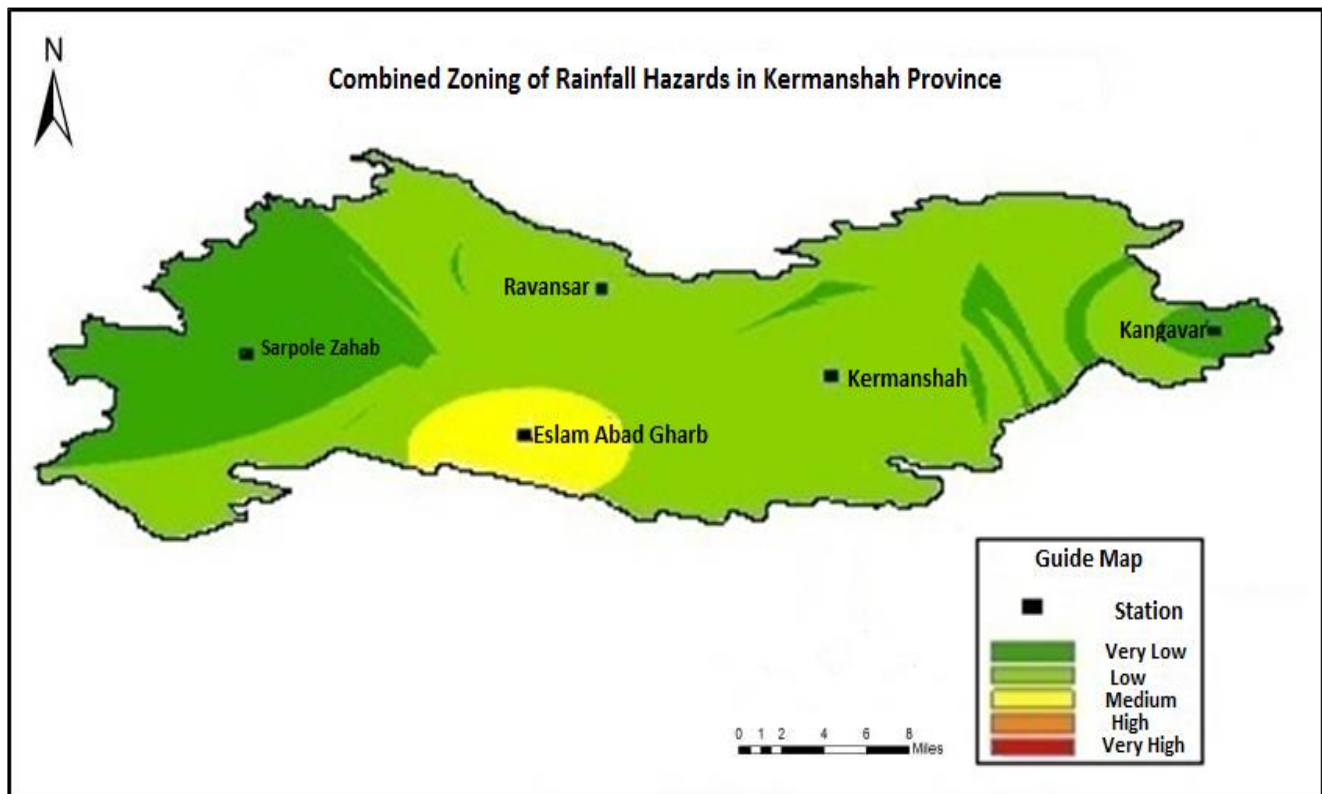 N
Combined Zoning of Rainfall Hazards in Kermanshah Province
Ravansar
Kangavar
Sarpole Zahab
Kermanshah
Eslam Abad Gharb
Guide Map
Station
Very Low
Low
Medium
High
Very High
0 1 2 4 6 8
Miles